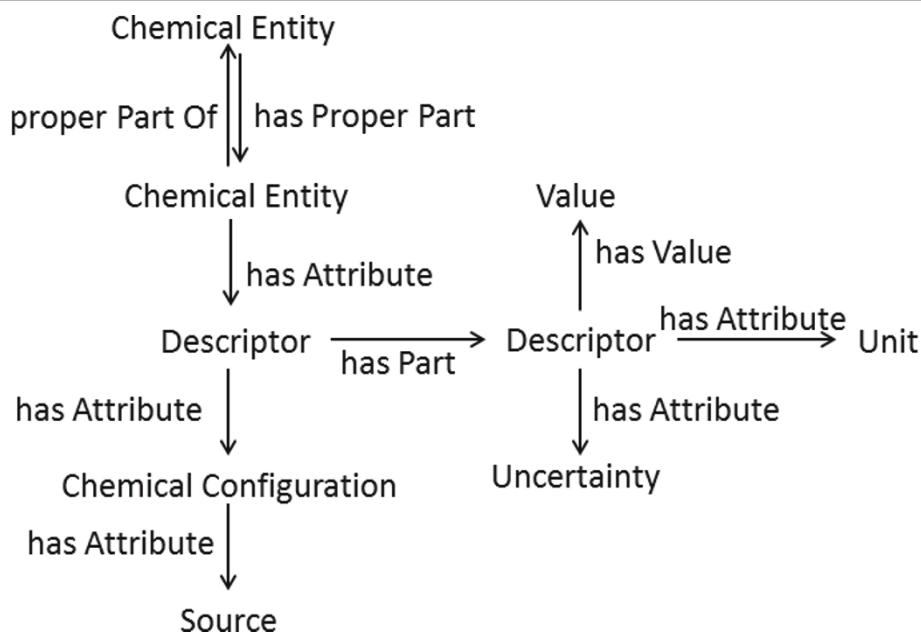 Chemical Entity
proper Part Of
has Proper Part
Chemical Entity
Value
has Attribute
has Value
Descriptor
has Part
Descriptor
has Attribute
Unit
has Attribute
has Attribute
Chemical Configuration
Uncertainty
has Attribute
Source